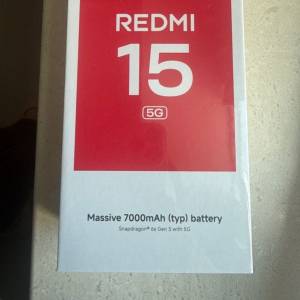 REDMI
15
5G
Massive 7000mAh (typ) battery
Snapdragon® 6s Gen 3 with 5G